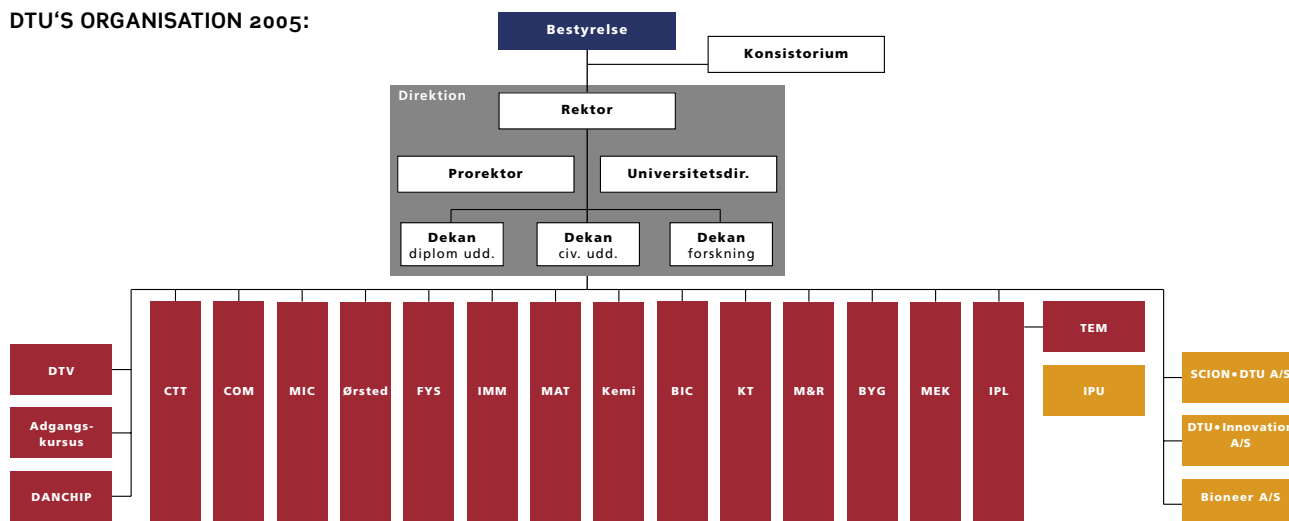 DTU'S ORGANISATION 2005:
Bestyrelse
Konsistorium
Direktion
Rektor
Prorektor
Universitetsdir.
Dekan
diplom udd.
Dekan
civ. udd.
Dekan
forskning
DTV
Adgangs-
kursus
DANCHIP
CTT
COM
MIC
Ørsted
FYS
IMM
MAT
Kemi
BIC
KT
M&R
BYG
MEK
IPL
TEM
IPU
SCION•DTU A/S
DTU•Innovation
A/S
Bioneer A/S